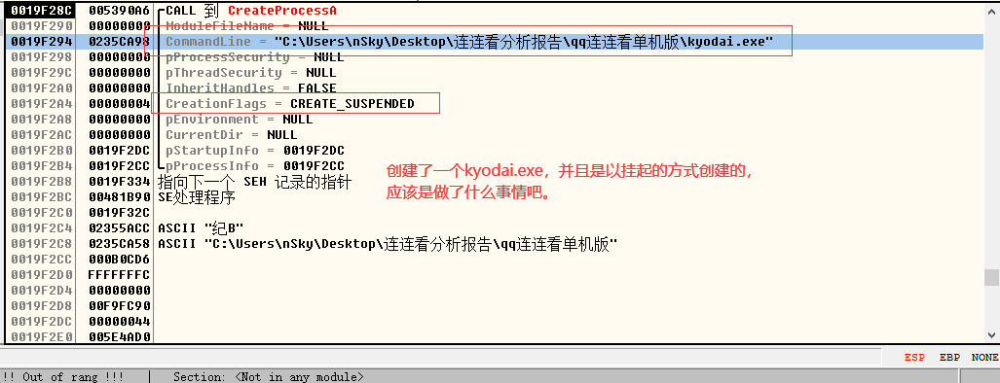 0019F28C 005390A6 CALL 到 CreateProcessA
0019F290 00000000 ModuleFileName = NULL
0019F294 0235CA98 CommandLine = "C:\Users\nSky\Desktop\连连看分析报告\qq连连看单机版\kyodai.exe"
0019F298 00000000 pProcessSecurity = NULL
0019F29C 00000000 pThreadSecurity = NULL
0019F2A0 00000000 InheritHandles = FALSE
0019F2A4 00000004 CreationFlags = CREATE_SUSPENDED
0019F2A8 00000000 pEnvironment = NULL
0019F2AC 00000000 CurrentDir = NULL
0019F2B0 0019F2DC pStartupInfo = 0019F2DC
0019F2B4 0019F2CC pProcessInfo = 0019F2CC
0019F2B8 0019F334 指向下一个 SEH 记录的指针
0019F2BC 00481B90 SE处理程序
创建了一个kyodai.exe，并且是以挂起的方式创建的，
应该是做了什么事情吧。
0019F2C0 0019F32C
0019F2C4 02355ACC ASCII "纪B"
0019F2C8 0235CA58 ASCII "C:\Users\nSky\Desktop\连连看分析报告\qq连连看单机版"
0019F2CC 000B0CD6
0019F2D0 FFFFFFFC
0019F2D4 00000000
0019F2D8 00F9FC90
0019F2DC 00000044
0019F2E0 005E4AD0
ESP EBP NONE
!! Out of rang !!! | Section: <Not in any module>